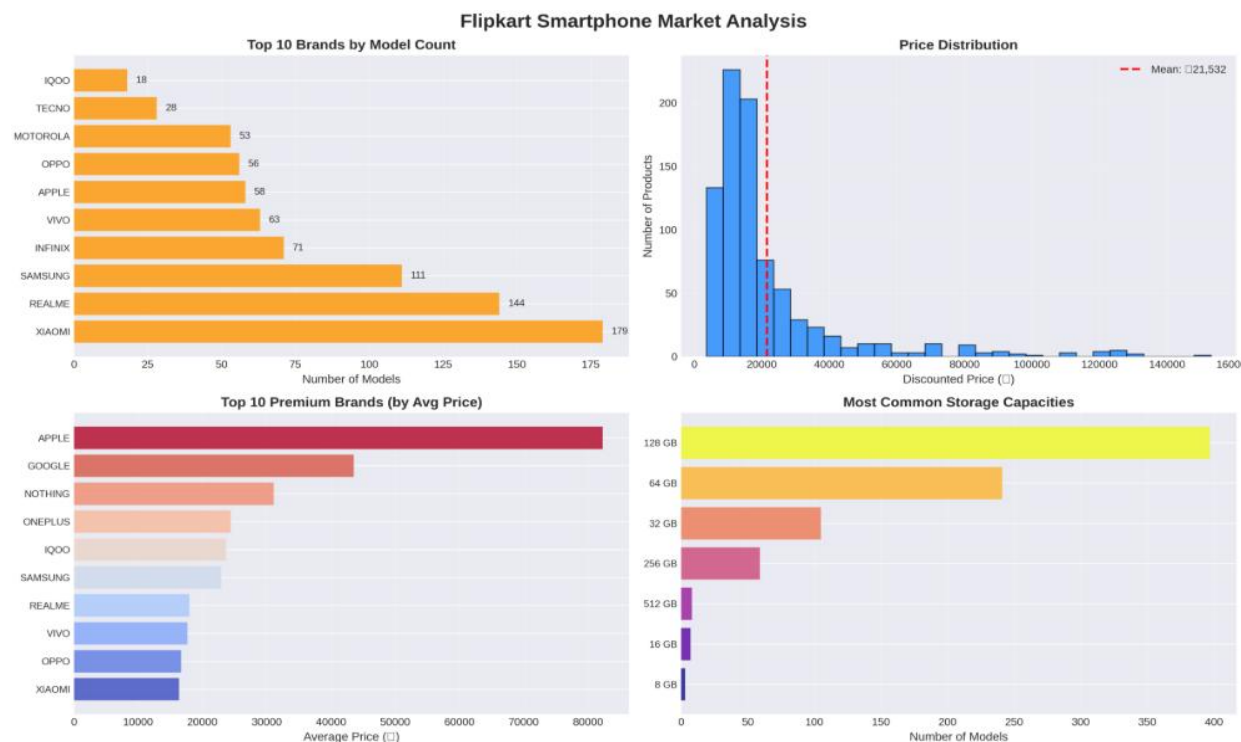 Flipkart Smartphone Market Analysis
Top 10 Brands by Model Count
IQOO 18
TECNO 28
MOTOROLA 53
OPPO 56
APPLE 58
VIVO 63
INFINIX 71
SAMSUNG 111
REALME 144
XIAOMI 179
0 25 50 75 100 125 150 175
Number of Models
Price Distribution
Mean: □21,532
Number of Products
200
150
100
50
0
0 20000 40000 60000 80000 100000 120000 140000 1600
Discounted Price (□)
Top 10 Premium Brands (by Avg Price)
APPLE
GOOGLE
NOTHING
ONEPLUS
IQOO
SAMSUNG
REALME
VIVO
OPPO
XIAOMI
0 10000 20000 30000 40000 50000 60000 70000 80000
Average Price (□)
Most Common Storage Capacities
128 GB
64 GB
32 GB
256 GB
512 GB
16 GB
8 GB
0 50 100 150 200 250 300 350 400
Number of Models